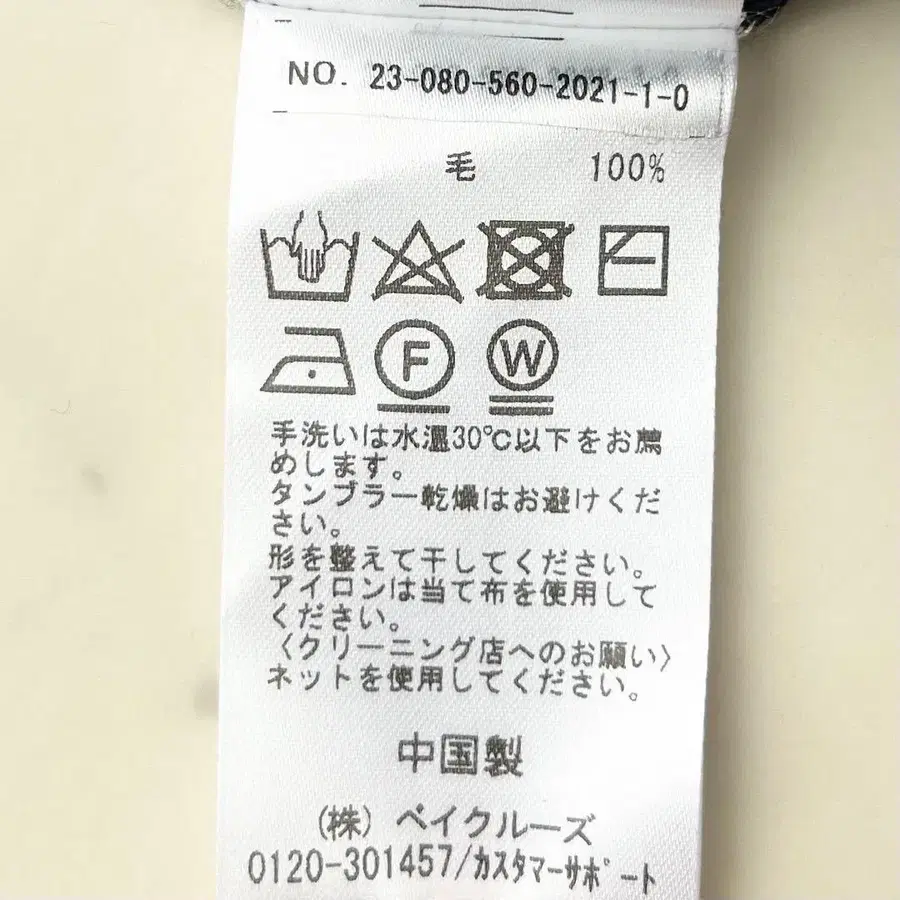 NO. 23-080-560-2021-1-0
毛 100%
F W
手洗いは水温30℃以下をお薦
めします。
タンブラー乾燥はお避けくだ
さい。
形を整えて干してください。
アイロンは当て布を使用して
ください。
〈クリーニング店へのお願い〉
ネットを使用してください。
中国製
(株) ベイクルーズ
0120-301457/カスタマーサポート